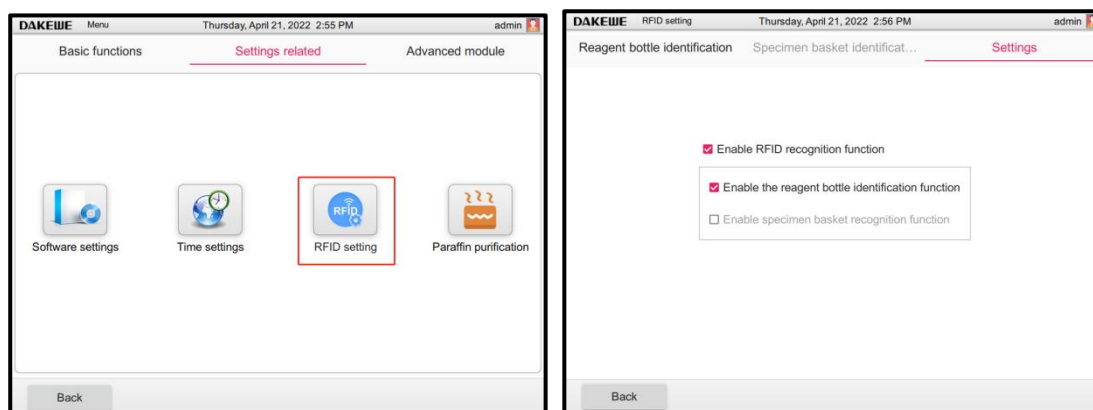 DAKEWE Menu Thursday, April 21, 2022 2:55 PM admin
Basic functions Settings related Advanced module
RFID
Software settings Time settings RFID setting Paraffin purification
Back
DAKEWE RFID setting Thursday, April 21, 2022 2:56 PM admin
Reagent bottle identification Specimen basket identificat... Settings
Enable RFID recognition function
Enable the reagent bottle identification function
Enable specimen basket recognition function
Back